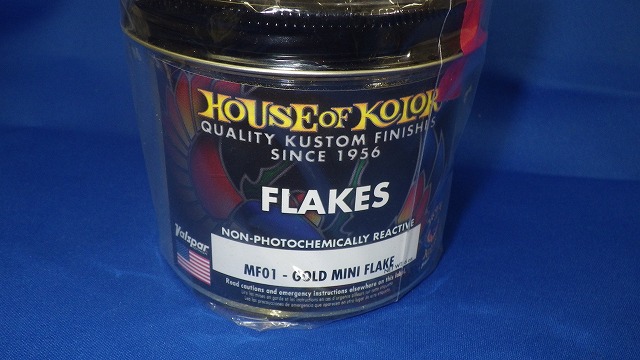 HOUSE OF KOLOR
QUALITY KUSTOM FINISHES
SINCE 1956
FLAKES
NON-PHOTOCHEMICALLY REACTIVE
Valspar
MF01 - GOLD MINI FLAKE
Read cautions and emergency instructions elsewhere on this label.